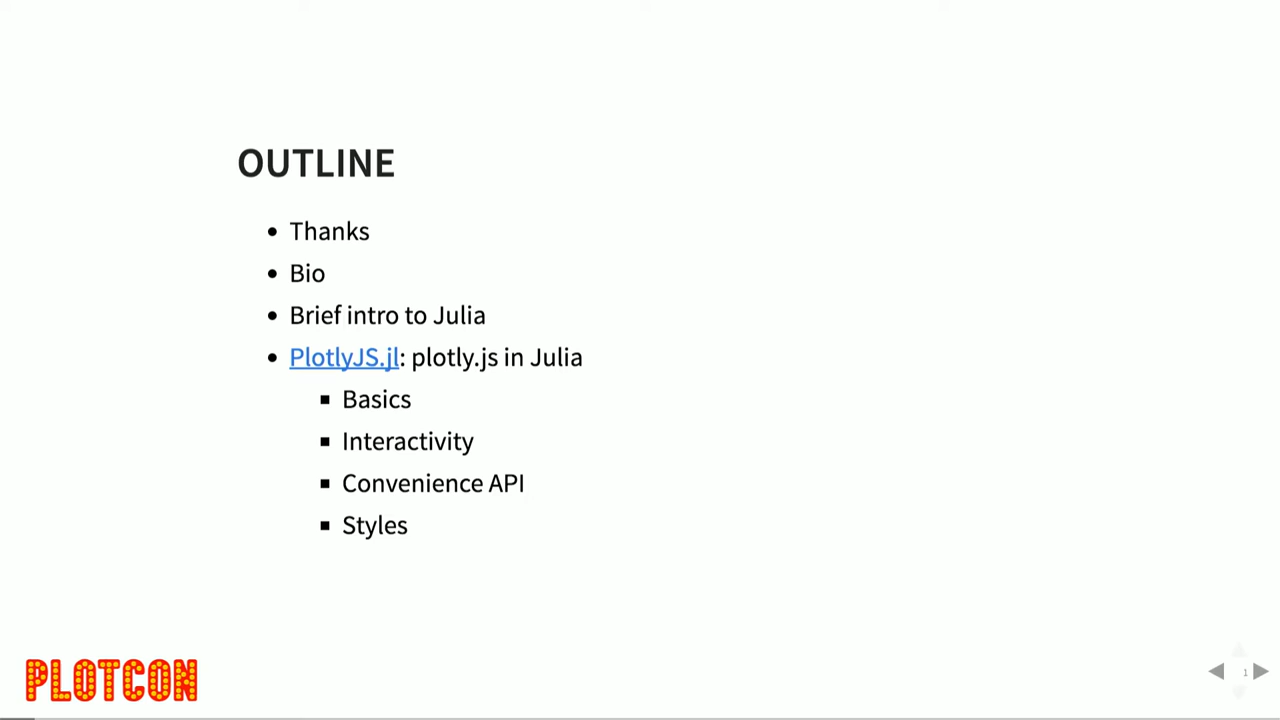 OUTLINE
Thanks
Bio
Brief intro to Julia
PlotlyJS.jl: plotly.js in Julia
Basics
Interactivity
Convenience API
Styles
PLOTCON
1